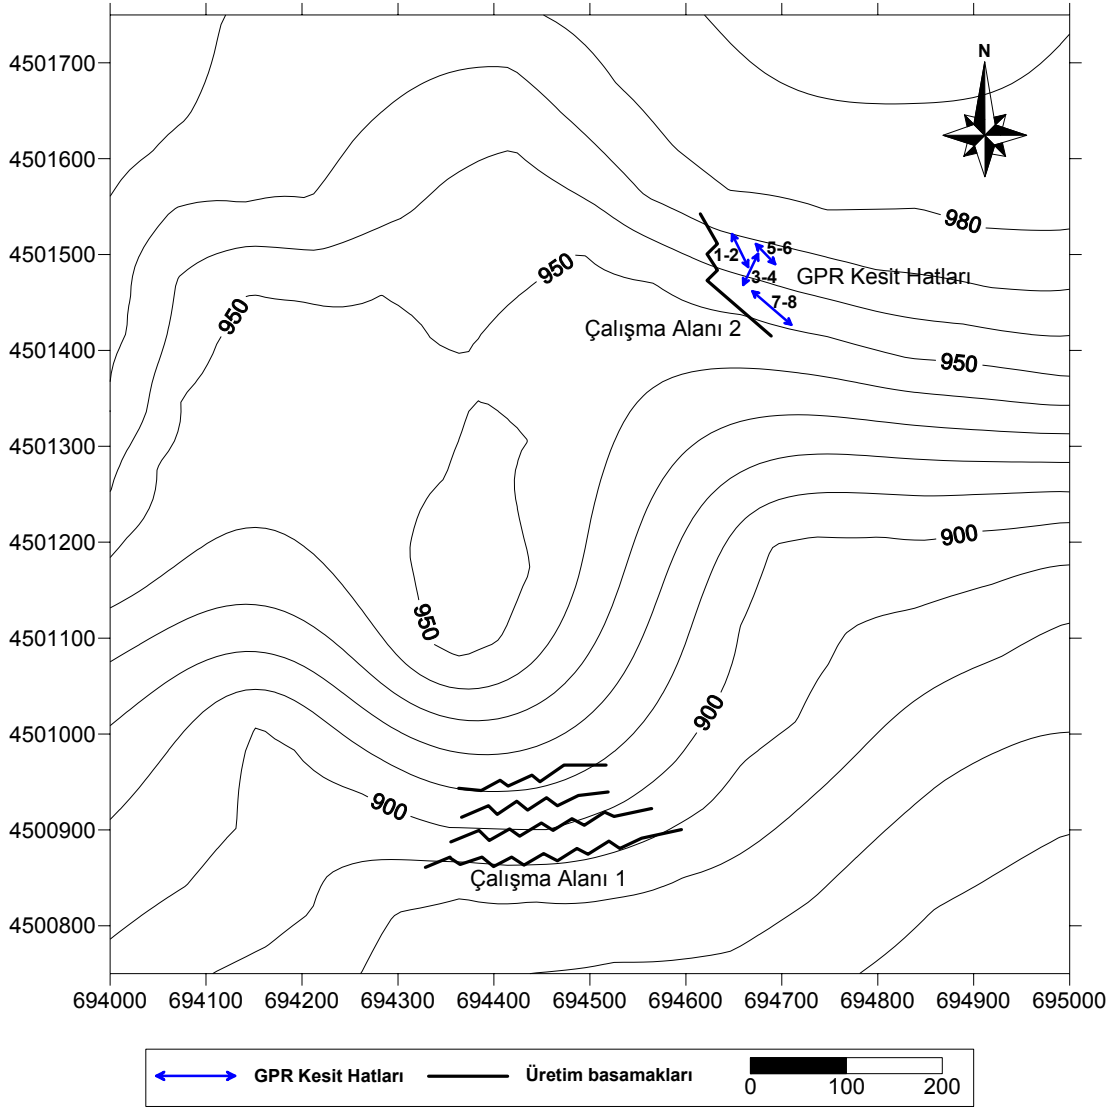 4501700
N
4501600
980
4501500
5-6
1-2
950
GPR Kesit Hatları
3-4
7-8
950
Çalışma Alanı 2
4501400
950
4501300
4501200
900
950
4501100
900
4501000
900
4500900
Çalışma Alanı 1
4500800
694000 694100 694200 694300 694400 694500 694600 694700 694800 694900 695000
GPR Kesit Hatları
Üretim basamakları
0 100 200